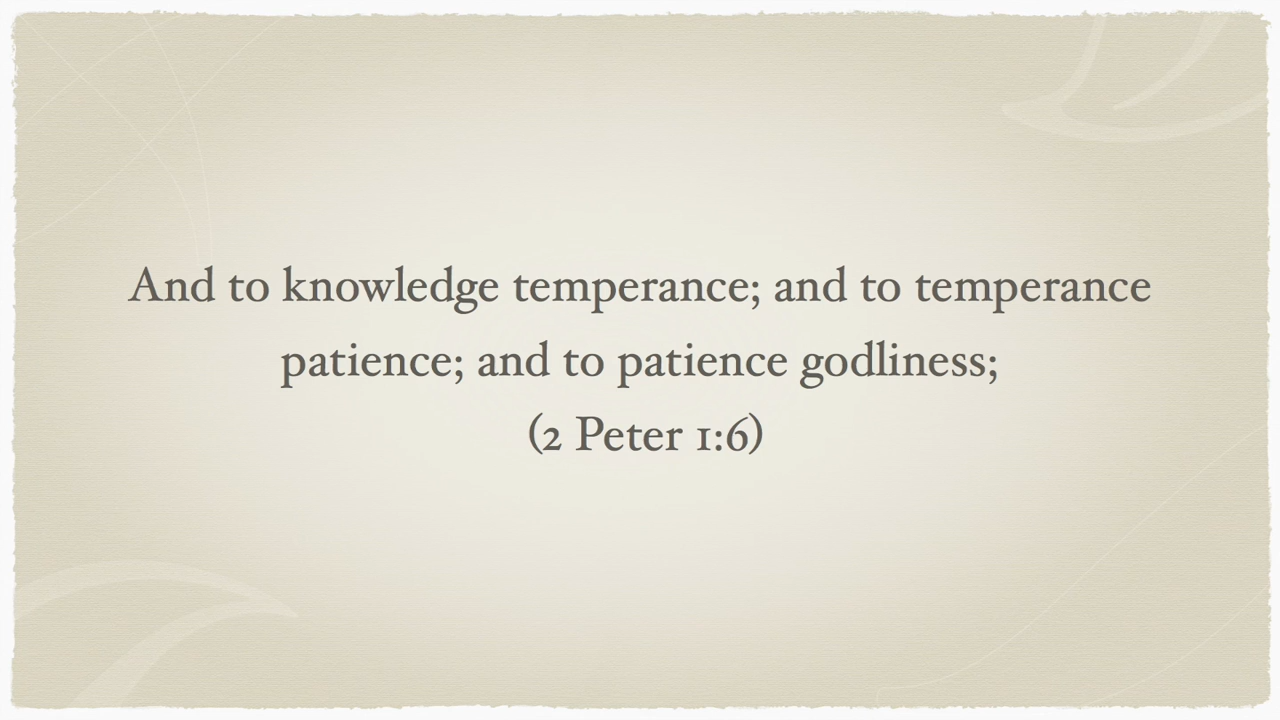 And to knowledge temperance; and to temperance
patience; and to patience godliness;
(2 Peter 1:6)